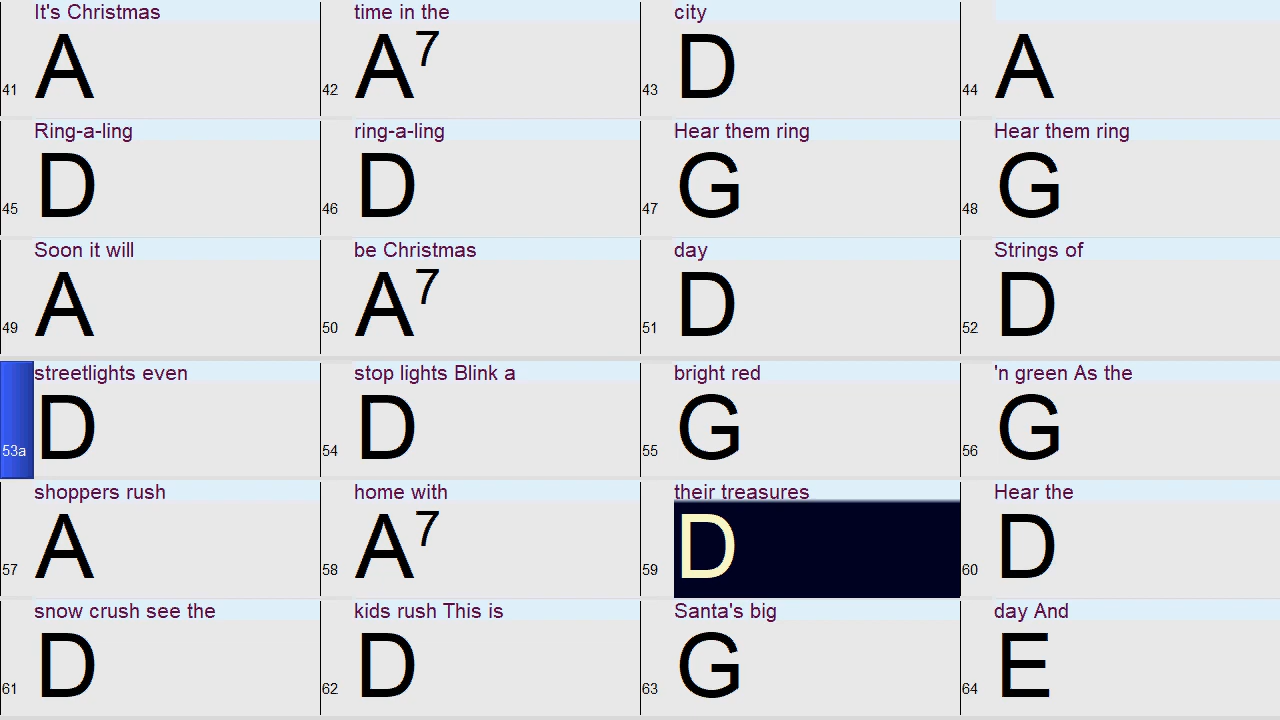 It's Christmas time in the city
41 A 42 A7 43 D 44 A
Ring-a-ling ring-a-ling Hear them ring Hear them ring
45 D 46 D 47 G 48 G
Soon it will be Christmas day Strings of
49 A 50 A7 51 D 52 D
streetlights even stop lights Blink a bright red 'n green As the
53a D 54 D 55 G 56 G
shoppers rush home with their treasures Hear the
57 A 58 A7 59 D 60 D
snow crush see the kids rush This is Santa's big day And
61 D 62 D 63 G 64 E